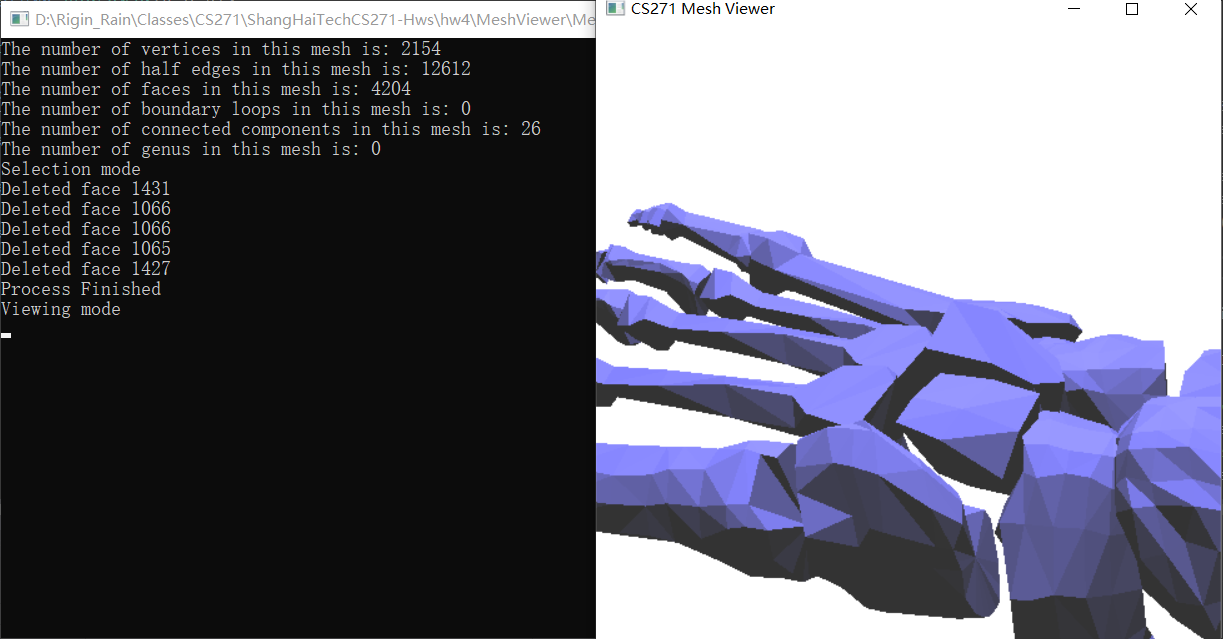 D:\Rigin_Rain\Classes\CS271\ShangHaiTechCS271-Hws\hw4\MeshViewer\Me
CS271 Mesh Viewer
The number of vertices in this mesh is: 2154
The number of half edges in this mesh is: 12612
The number of faces in this mesh is: 4204
The number of boundary loops in this mesh is: 0
The number of connected components in this mesh is: 26
The number of genus in this mesh is: 0
Selection mode
Deleted face 1431
Deleted face 1066
Deleted face 1066
Deleted face 1065
Deleted face 1427
Process Finished
Viewing mode